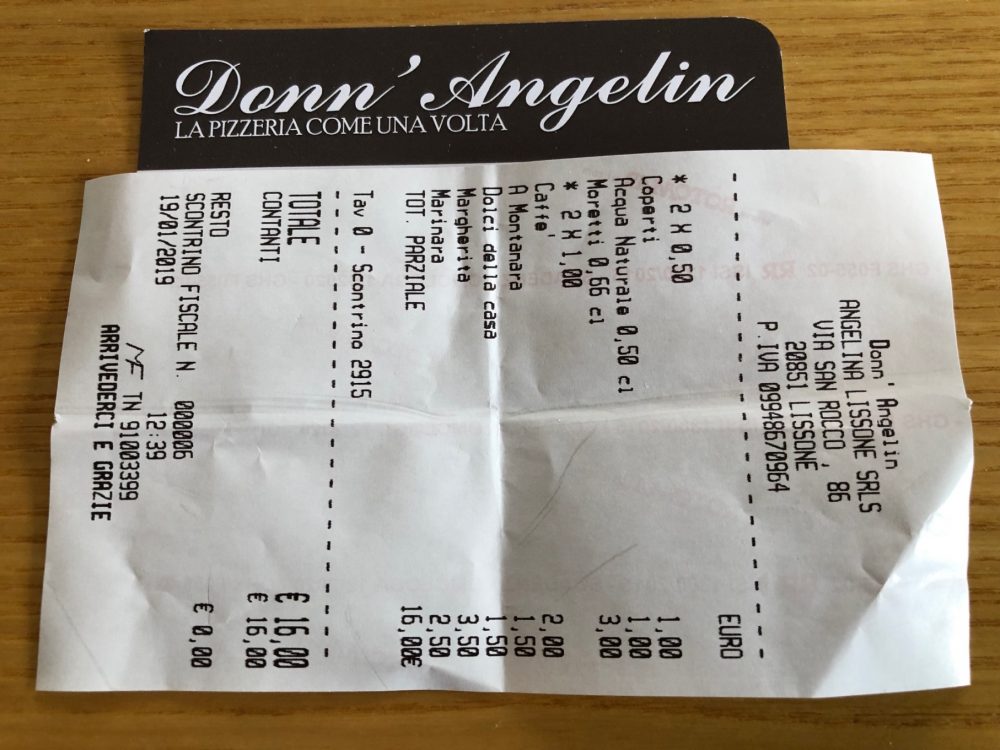 Donn' Angelin
LA PIZZERIA COME UNA VOLTA
Donn' Angelin
ANGELINA LISSONE SRLS
VIA SAN ROCCO , 86
20851 LISSONE
P.IVA 09948670964
EURO
* 2 X 0,50
Coperti 1,00
Acqua Naturale 0,50 cl 1,00
Moretti 0,66 cl 3,00
* 2 X 1,00
Caffe' 2,00
A Montanara 1,50
Dolci della casa 1,50
Margherita 3,50
Marinara 2,50
TOT. PARZIALE 16,00€
Tav 0 - Scontrino 2915
TOTALE € 16,00
CONTANTI € 16,00
RESTO € 0,00
SCONTRINO FISCALE N. 000006
19/01/2019 12:39
MF TN 91003399
ARRIVEDERCI E GRAZIE